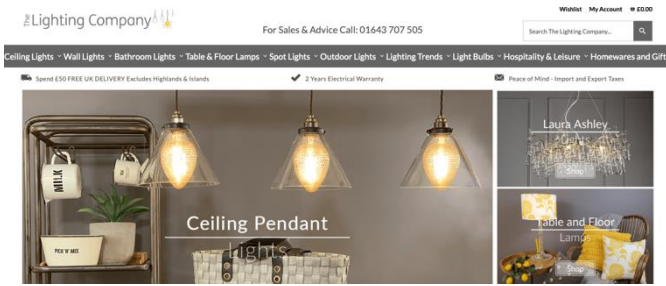 Wishlist My Account £0.00
The Lighting Company
For Sales & Advice Call: 01643 707 505
Search The Lighting Company...
Ceiling Lights Wall Lights Bathroom Lights Table & Floor Lamps Spot Lights Outdoor Lights Lighting Trends Light Bulbs Hospitality & Leisure Homewares and Gift
Spend £50 FREE UK DELIVERY Excludes Highlands & Islands
2 Years Electrical Warranty
Peace of Mind - Import and Export Taxes
MILK
PICK 'N' MIX
Ceiling Pendant
Lights
Laura Ashley
Lights
Shop
Table and Floor
Lamps
Shop